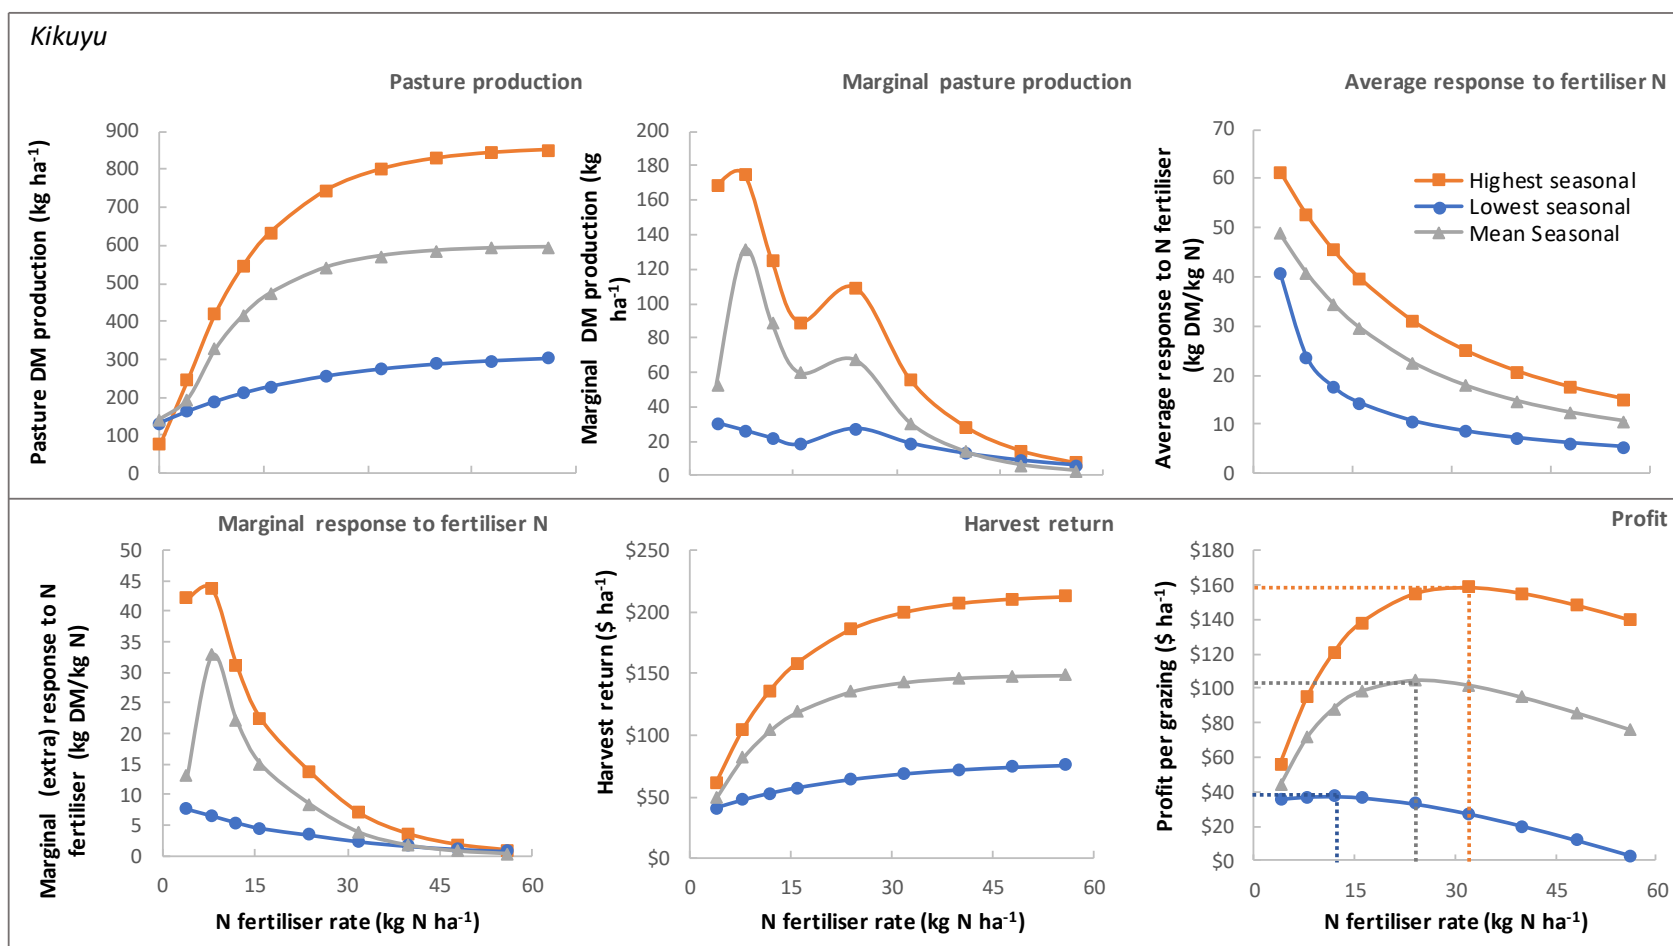 Kikuyu
Pasture production
Pasture DM production (kg ha-1)
900
800
700
600
500
400
300
200
100
0
Marginal pasture production
Marginal DM production (kg
ha-1)
200
180
160
140
120
100
80
60
40
20
0
Average response to fertiliser N
Average response to N fertiliser
(kg DM/kg N)
70
60
50
40
30
20
10
0
Highest seasonal
Lowest seasonal
Mean Seasonal
Marginal response to fertiliser N
Marginal (extra) response to N
fertiliser (kg DM/kg N)
50
45
40
35
30
25
20
15
10
5
0
0 15 30 45 60
N fertiliser rate (kg N ha-1)
Harvest return
Harvest return ($ ha-1)
$250
$200
$150
$100
$50
$0
0 15 30 45 60
N fertiliser rate (kg N ha-1)
Profit
Profit per grazing ($ ha-1)
$180
$160
$140
$120
$100
$80
$60
$40
$20
$0
0 15 30 45 60
N fertiliser rate (kg N ha-1)